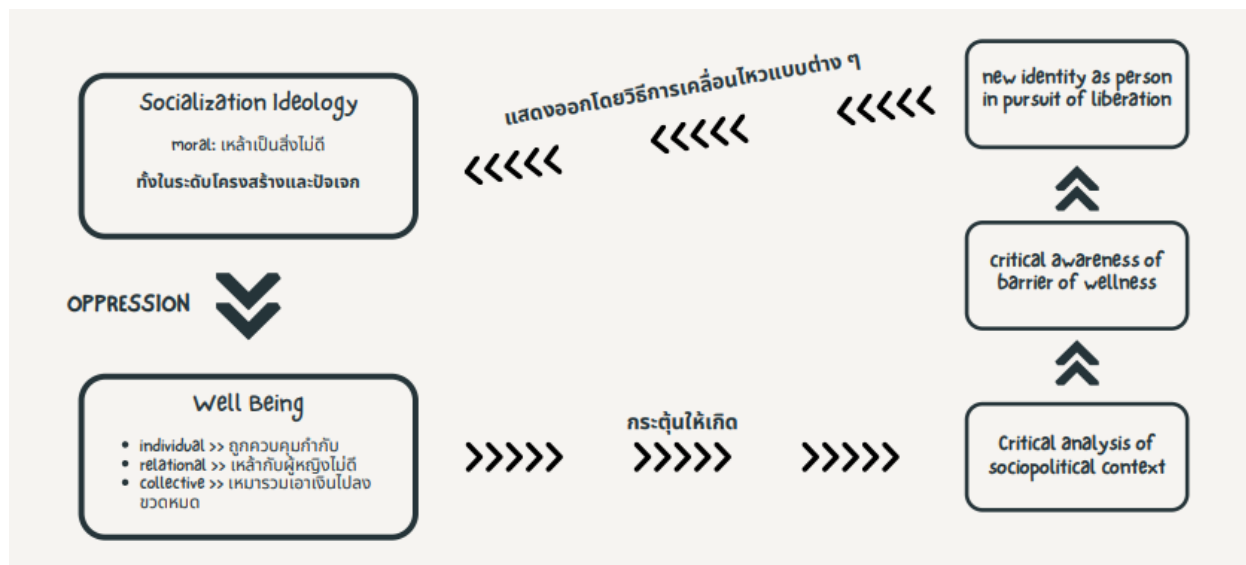 Socialization Ideology
moral: เหล้าเป็นสิ่งไม่ดี
ทั้งในระดับโครงสร้างและปัจเจก
OPPRESSION
Well Being
• individual >> ถูกควบคุมกำกับ
• relational >> เหล้ากับผู้หญิงไม่ดี
• collective >> เหมารวมเอาเงินไปลง
ขวดหมด
กระตุ้นให้เกิด
Critical analysis of
sociopolitical context
critical awareness of
barrier of wellness
new identity as person
in pursuit of liberation
แสดงออกโดยวิธีการเคลื่อนไหวแบบต่าง ๆ